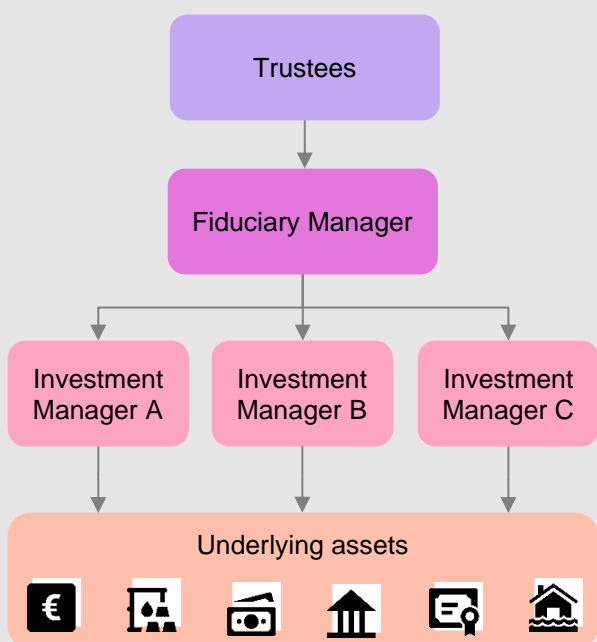 Trustees
Fiduciary Manager
Investment
Manager A
Investment
Manager B
Investment
Manager C
Underlying assets
€